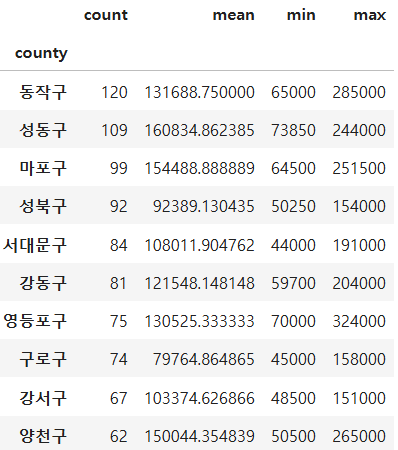 count mean min max
county
동작구 120 131688.750000 65000 285000
성동구 109 160834.862385 73850 244000
마포구 99 154488.888889 64500 251500
성북구 92 92389.130435 50250 154000
서대문구 84 108011.904762 44000 191000
강동구 81 121548.148148 59700 204000
영등포구 75 130525.333333 70000 324000
구로구 74 79764.864865 45000 158000
강서구 67 103374.626866 48500 151000
양천구 62 150044.354839 50500 265000